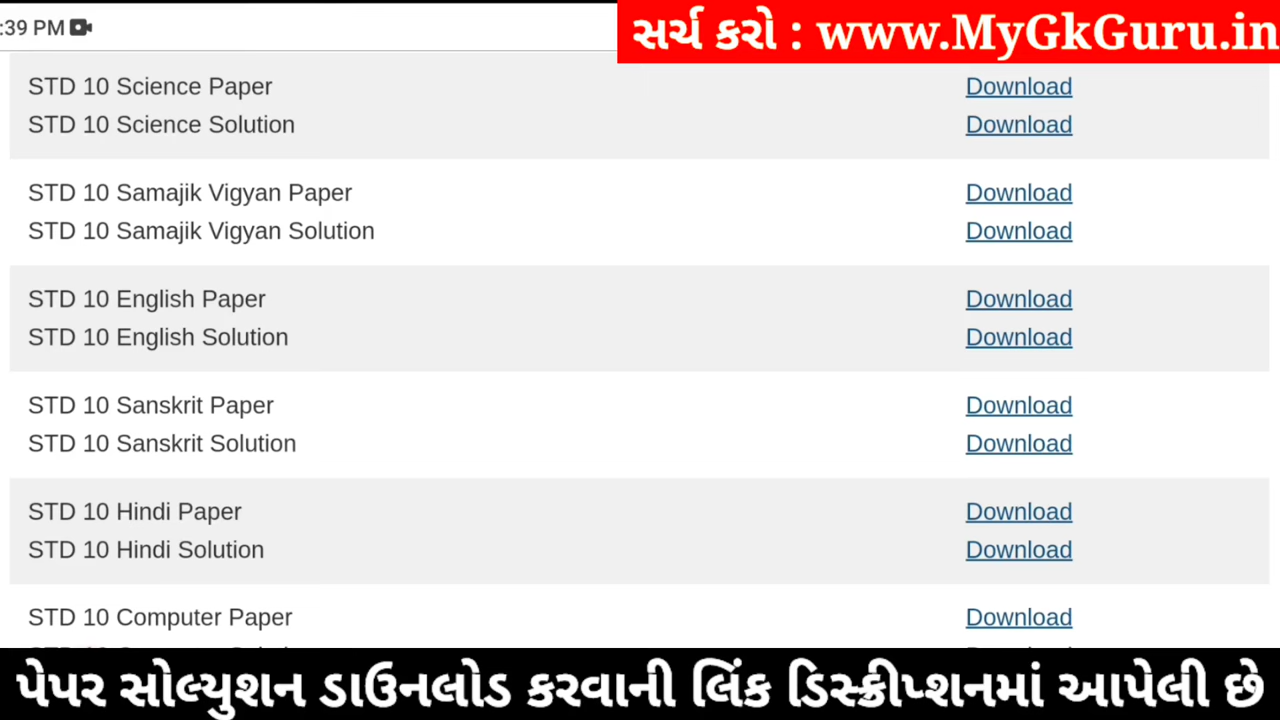 :39 PM
સર્ચ કરો : www.MyGkGuru.in
STD 10 Science Paper Download
STD 10 Science Solution Download
STD 10 Samajik Vigyan Paper Download
STD 10 Samajik Vigyan Solution Download
STD 10 English Paper Download
STD 10 English Solution Download
STD 10 Sanskrit Paper Download
STD 10 Sanskrit Solution Download
STD 10 Hindi Paper Download
STD 10 Hindi Solution Download
STD 10 Computer Paper Download
પેપર સોલ્યુશન ડાઉનલોડ કરવાની લિંક ડિસ્ક્રીપ્શનમાં આપેલી છે